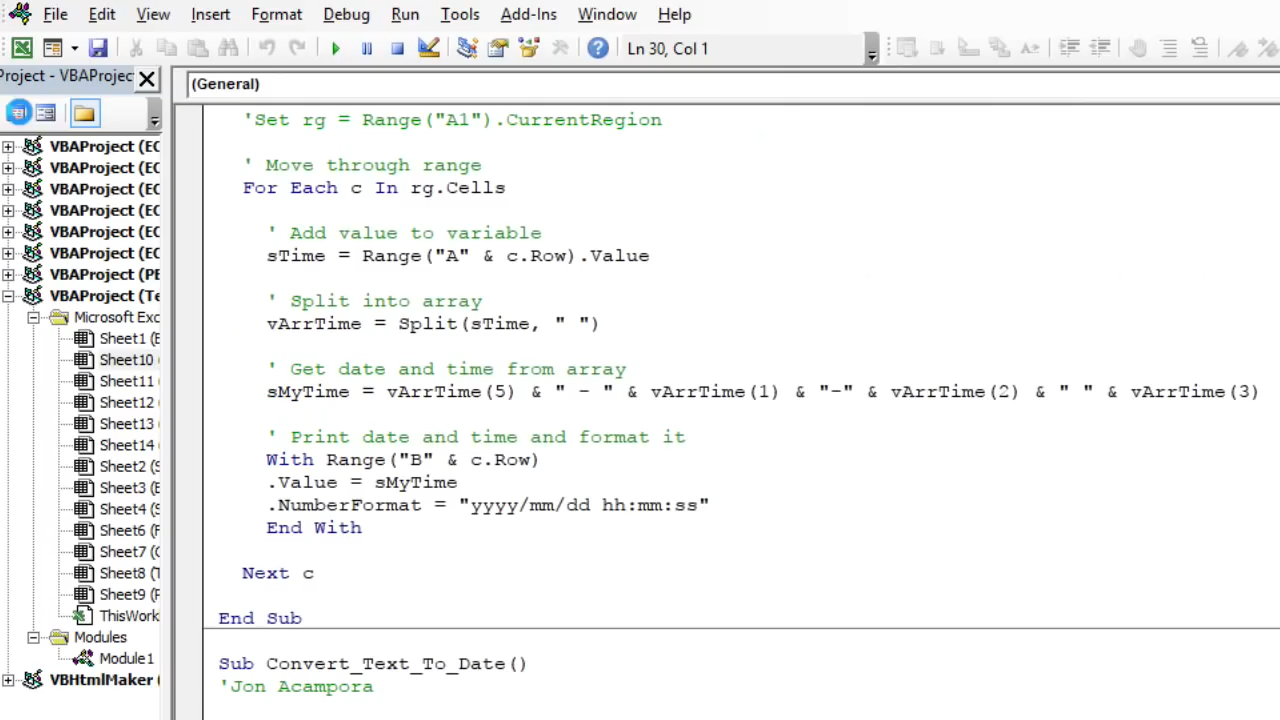 File Edit View Insert Format Debug Run Tools Add-Ins Window Help
Ln 30, Col 1
Project - VBAProjec
(General)
VBAProject (EC
VBAProject (EC
VBAProject (EC
VBAProject (EC
VBAProject (EC
VBAProject (EC
VBAProject (PE
VBAProject (Te
Microsoft Exc
Sheet1 (E
Sheet10 (
Sheet11 (
Sheet12 (
Sheet13 (
Sheet14 (
Sheet2 (S
Sheet3 (E
Sheet4 (S
Sheet6 (F
Sheet7 (C
Sheet8 (T
Sheet9 (F
ThisWork
Modules
Module1
VBHtmlMaker (
'Set rg = Range("A1").CurrentRegion
' Move through range
For Each c In rg.Cells
' Add value to variable
sTime = Range("A" & c.Row).Value
' Split into array
vArrTime = Split(sTime, " ")
' Get date and time from array
sMyTime = vArrTime(5) & " - " & vArrTime(1) & "-" & vArrTime(2) & " " & vArrTime(3)
' Print date and time and format it
With Range("B" & c.Row)
.Value = sMyTime
.NumberFormat = "yyyy/mm/dd hh:mm:ss"
End With
Next c
End Sub
Sub Convert_Text_To_Date()
'Jon Acampora